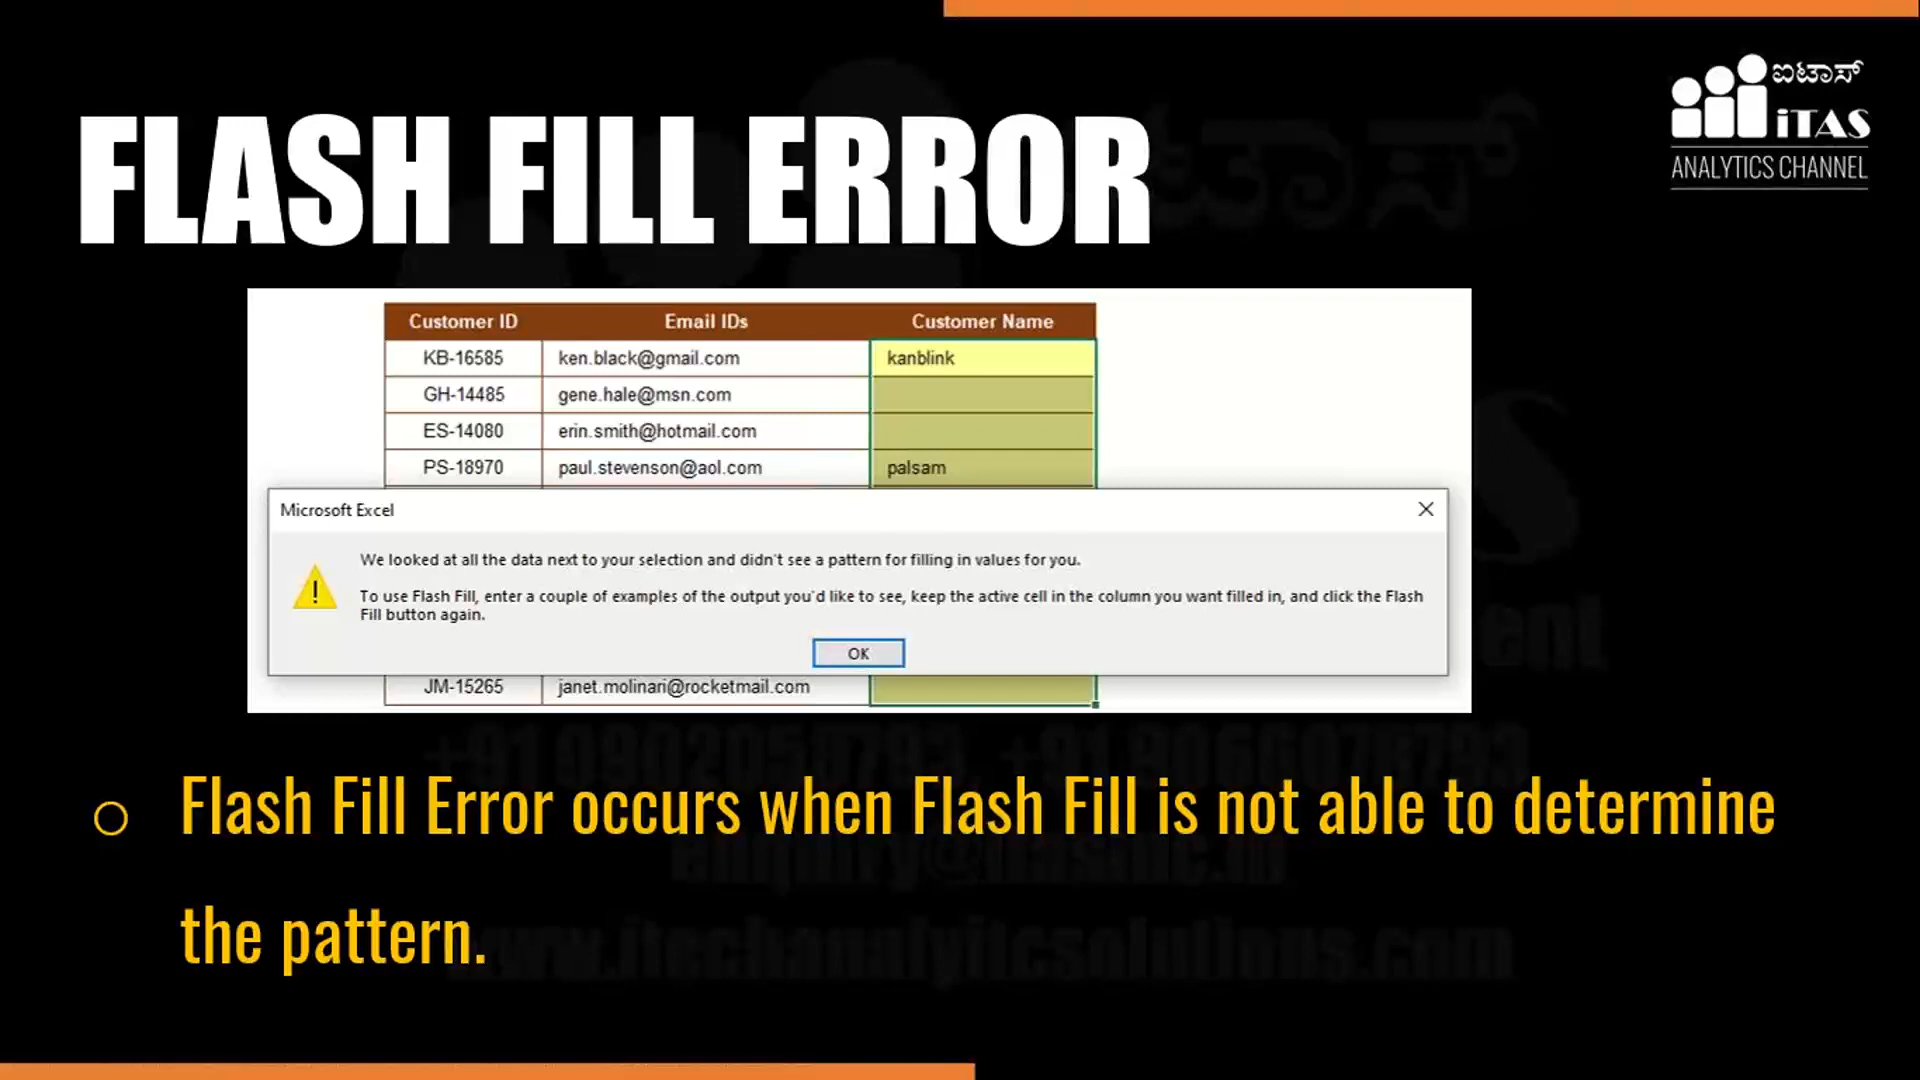 ಐಟಾಸ್
iTAS
ANALYTICS CHANNEL
FLASH FILL ERROR
Customer ID Email IDs Customer Name
KB-16585 ken.black@gmail.com kanblink
GH-14485 gene.hale@msn.com
ES-14080 erin.smith@hotmail.com
PS-18970 paul.stevenson@aol.com palsam
Microsoft Excel
We looked at all the data next to your selection and didn't see a pattern for filling in values for you.
To use Flash Fill, enter a couple of examples of the output you'd like to see, keep the active cell in the column you want filled in, and click the Flash
Fill button again.
OK
JM-15265 janet.molinari@rocketmail.com
Flash Fill Error occurs when Flash Fill is not able to determine
the pattern.